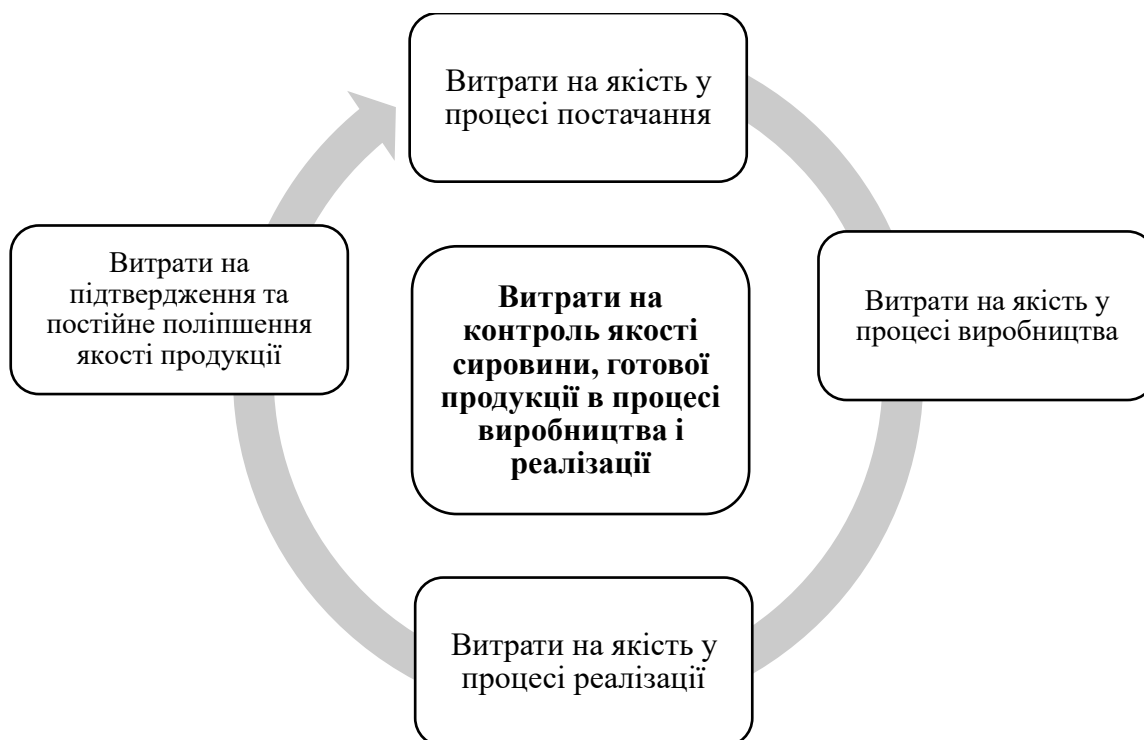 Витрати на якість у
процесі постачання
Витрати на
підтвердження та
постійне поліпшення
якості продукції
Витрати на
контроль якості
сировини, готової
продукції в процесі
виробництва і
реалізації
Витрати на якість у
процесі виробництва
Витрати на якість у
процесі реалізації